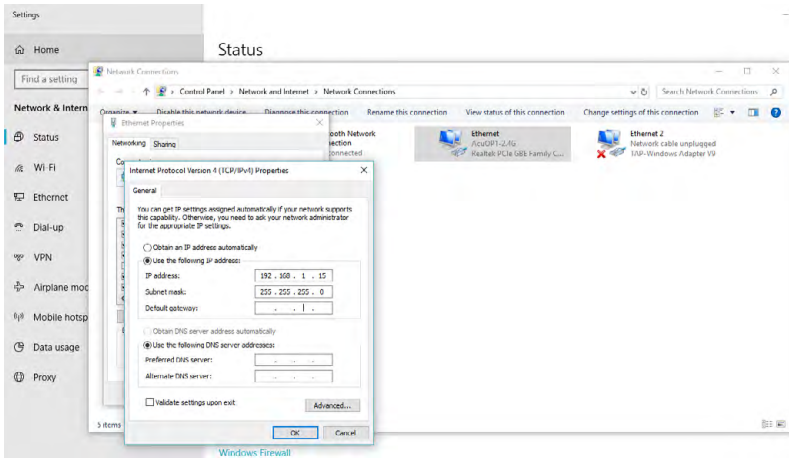 Settings
Home
Status
Find a setting
Network & Intern
Status
Wi-Fi
Ethernet
Dial-up
VPN
Airplane mod
Mobile hotsp
Data usage
Proxy
Network Connections
Control Panel > Network and Internet > Network Connections
Search Network Connections
Organize
Disable this network device
Diagnose this connection
Rename this connection
View status of this connection
Change settings of this connection
ooth Network
nection
onnected
Ethernet
AcuOP1-2.4G
Realtek PCIe GBE Family C...
Ethernet 2
Network cable unplugged
TAP-Windows Adapter V9
Ethernet Properties
Networking
Sharing
Co
Th
Internet Protocol Version 4 (TCP/IPv4) Properties
General
You can get IP settings assigned automatically if your network supports
this capability. Otherwise, you need to ask your network administrator
for the appropriate IP settings.
Obtain an IP address automatically
Use the following IP address:
IP address: 192 . 168 . 1 . 15
Subnet mask: 255 . 255 . 255 . 0
Default gateway: . . .
Obtain DNS server address automatically
Use the following DNS server addresses:
Preferred DNS server: . . .
Alternate DNS server: . . .
Validate settings upon exit
Advanced...
OK
Cancel
5 items
Windows Firewall